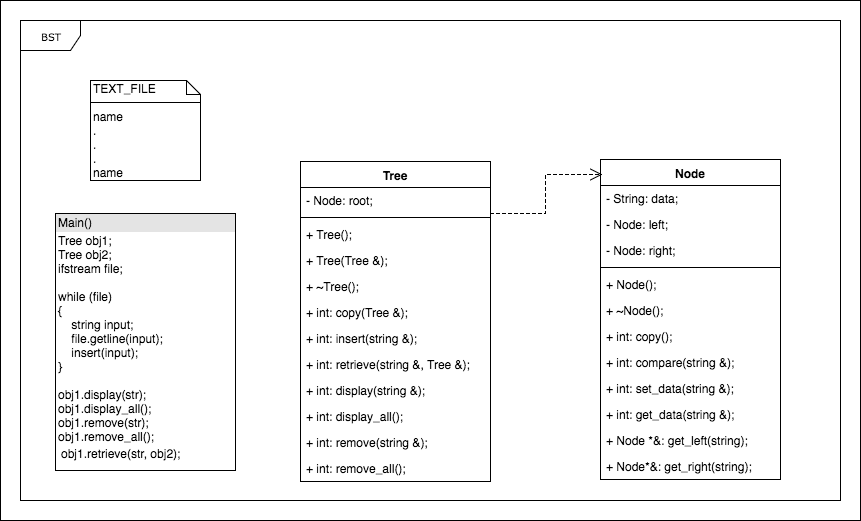 BST
TEXT_FILE
name
.
.
.
name
Main()
Tree obj1;
Tree obj2;
ifstream file;
while (file)
{
string input;
file.getline(input);
insert(input);
}
obj1.display(str);
obj1.display_all();
obj1.remove(str);
obj1.remove_all();
obj1.retrieve(str, obj2);
Tree
- Node: root;
+ Tree();
+ Tree(Tree &);
+ ~Tree();
+ int: copy(Tree &);
+ int: insert(string &);
+ int: retrieve(string &, Tree &);
+ int: display(string &);
+ int: display_all();
+ int: remove(string &);
+ int: remove_all();
Node
- String: data;
- Node: left;
- Node: right;
+ Node();
+ ~Node();
+ int: copy();
+ int: compare(string &);
+ int: set_data(string &);
+ int: get_data(string &);
+ Node *&: get_left(string);
+ Node*&: get_right(string);